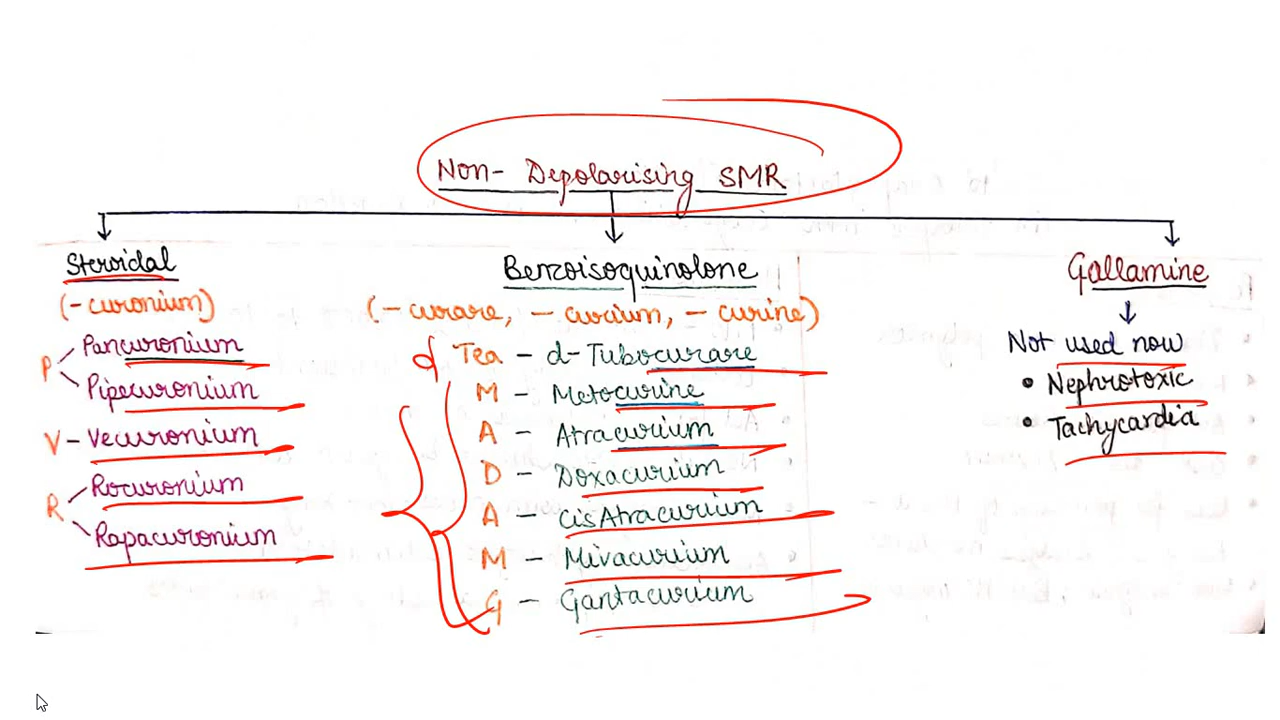 Non- Depolarising SMR
Steroidal
(-curonium)
P
Pancuronium
Pipecuronium
V - Vecuronium
R
Rocuronium
Rapacuronium
Benzoisoquinolone
(- curare, - curium, - curine)
d Tea - d-Tubocurare
M - Metocurine
A - Atracurium
D - Doxacurium
A - CisAtracurium
M - Mivacurium
G - Gantacurium
Gallamine
Not used now
• Nephrotoxic
• Tachycardia